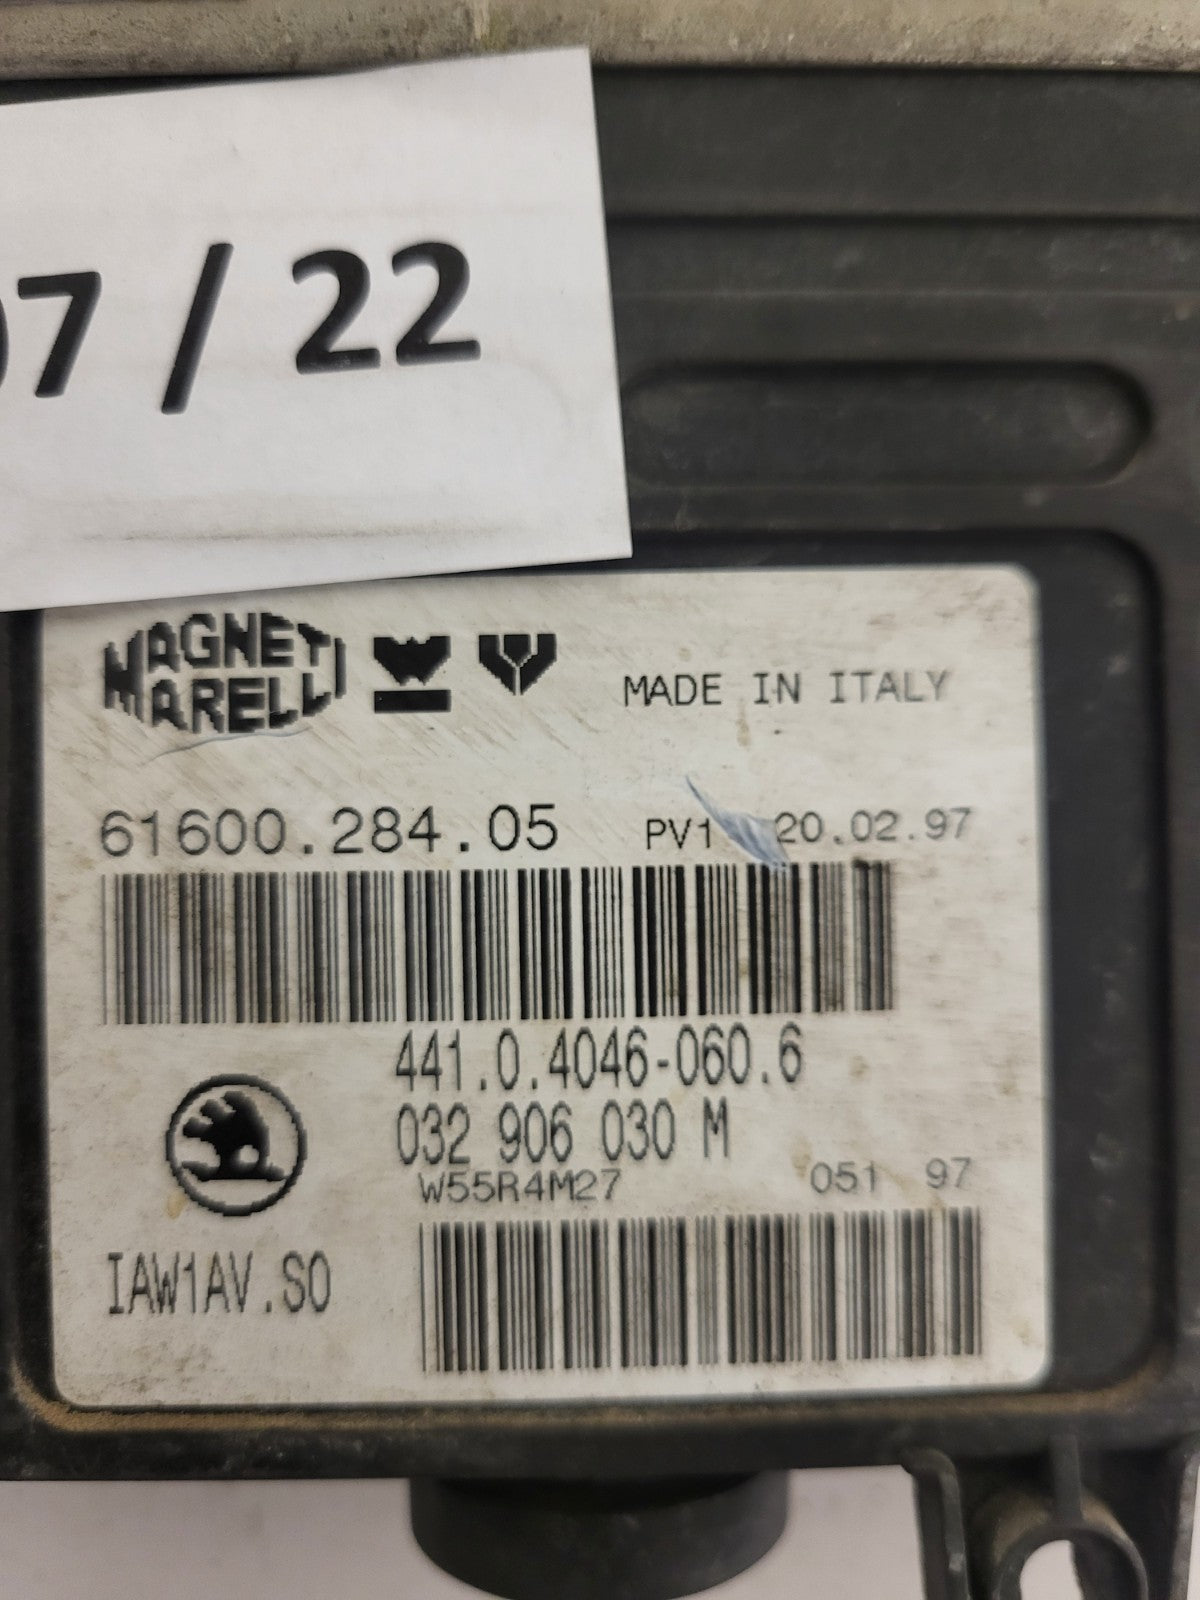 07 / 22
MAGNETI MARELLI
MADE IN ITALY
61600.284.05 PV1 20.02.97
441.0.4046-060.6
032 906 030 M
W55R4M27 051 97
IAW1AV.S0